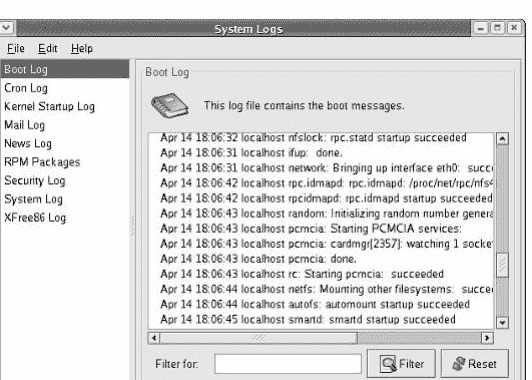 System Logs
File Edit Help
Boot Log
Cron Log
Kernel Startup Log
Mail Log
News Log
RPM Packages
Security Log
System Log
XFree86 Log
Boot Log
This log file contains the boot messages.
Apr 14 18:06:32 localhost nfslock: rpc.statd startup succeeded
Apr 14 18:06:31 localhost ifup: done.
Apr 14 18:06:31 localhost network: Bringing up interface eth0: succ
Apr 14 18:06:42 localhost rpc.idmapd: rpc.idmapd: /proc/net/rpc/nfs4
Apr 14 18:06:42 localhost rpcidmapd: rpc.idmapd startup succeeded
Apr 14 18:06:43 localhost random: Initializing random number genera
Apr 14 18:06:43 localhost pcmcia: Starting PCMCIA services:
Apr 14 18:06:43 localhost pcmcia: cardmgr[2357]: watching 1 socke
Apr 14 18:06:43 localhost pcmcia: done.
Apr 14 18:06:43 localhost rc: Starting pcmcia: succeeded
Apr 14 18:06:44 localhost netfs: Mounting other filesystems: succee
Apr 14 18:06:44 localhost autofs: automount startup succeeded
Apr 14 18:06:45 localhost smartd: smartd startup succeeded
Filter for: Filter Reset